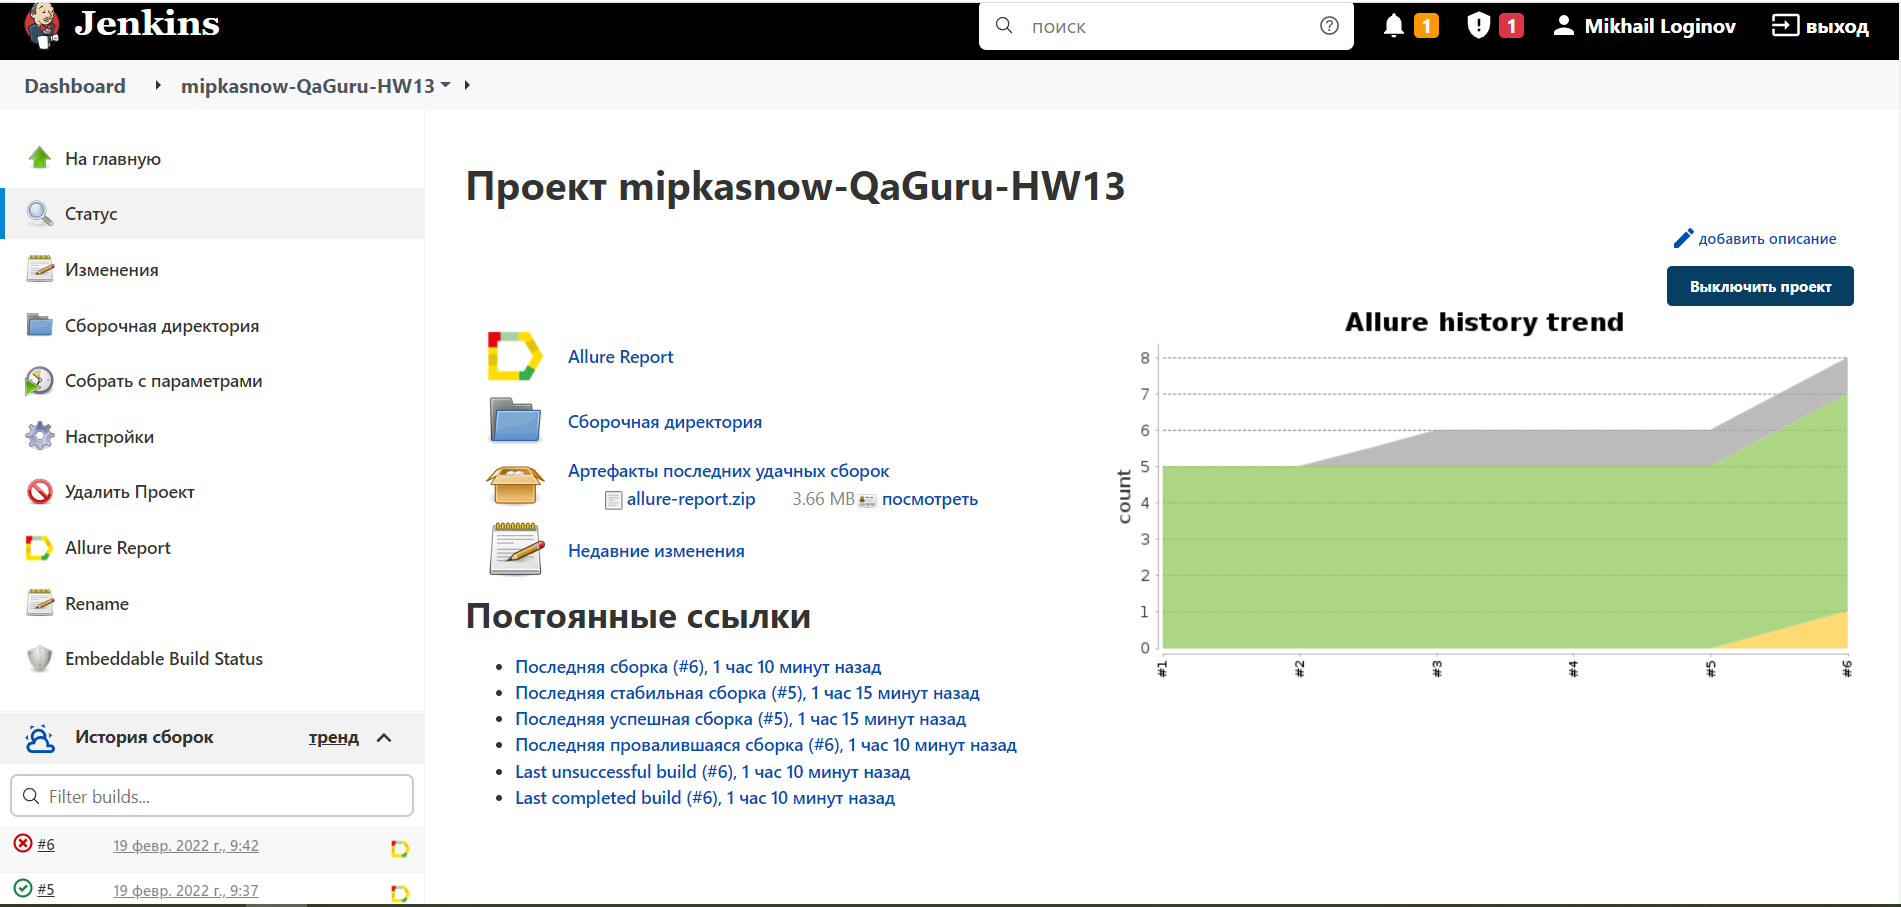 Jenkins
поиск
1
1
Mikhail Loginov
выход
Dashboard
mipkasnow-QaGuru-HW13
На главную
Статус
Изменения
Сборочная директория
Собрать с параметрами
Настройки
Удалить Проект
Allure Report
Rename
Embeddable Build Status
История сборок
тренд
Filter builds...
#6
19 февр. 2022 г., 9:42
#5
19 февр. 2022 г., 9:37
Проект mipkasnow-QaGuru-HW13
добавить описание
Выключить проект
Allure Report
Сборочная директория
Артефакты последних удачных сборок
allure-report.zip 3.66 MB посмотреть
Недавние изменения
Постоянные ссылки
Последняя сборка (#6), 1 час 10 минут назад
Последняя стабильная сборка (#5), 1 час 15 минут назад
Последняя успешная сборка (#5), 1 час 15 минут назад
Последняя провалившаяся сборка (#6), 1 час 10 минут назад
Last unsuccessful build (#6), 1 час 10 минут назад
Last completed build (#6), 1 час 10 минут назад
Allure history trend
count
8
7
6
5
4
3
2
1
0
#1
#2
#3
#4
#5
#6